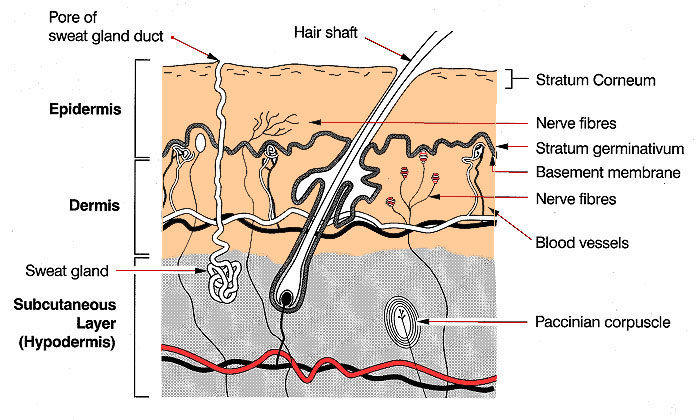 Pore of
sweat gland duct
Hair shaft
Stratum Corneum
Epidermis
Nerve fibres
Stratum germinativum
Basement membrane
Dermis
Nerve fibres
Blood vessels
Sweat gland
Subcutaneous
Layer
(Hypodermis)
Paccinian corpuscle